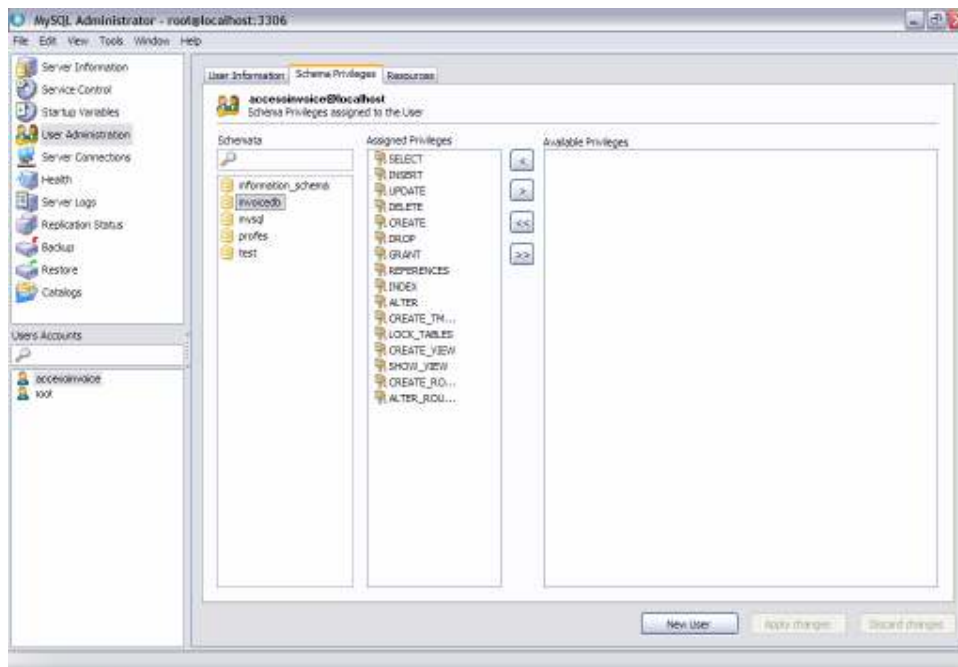 MySQL Administrator - root@localhost:3306
File Edit View Tools Window Help
Server Information
Service Control
Startup Variables
User Administration
Server Connections
Health
Server Logs
Replication Status
Backup
Restore
Catalogs
Users Accounts
accesoinvoice
root
User Information Schema Privileges Resources
accesoinvoice@localhost
Schema Privileges assigned to the User
Schemata
information_schema
invoicedb
mysql
profes
test
Assigned Privileges
SELECT
INSERT
UPDATE
DELETE
CREATE
DROP
GRANT
REFERENCES
INDEX
ALTER
CREATE_TM...
LOCK_TABLES
CREATE_VIEW
SHOW_VIEW
CREATE_RO...
ALTER_ROU...
<
>
<<
>>
Available Privileges
New User Apply changes Discard changes